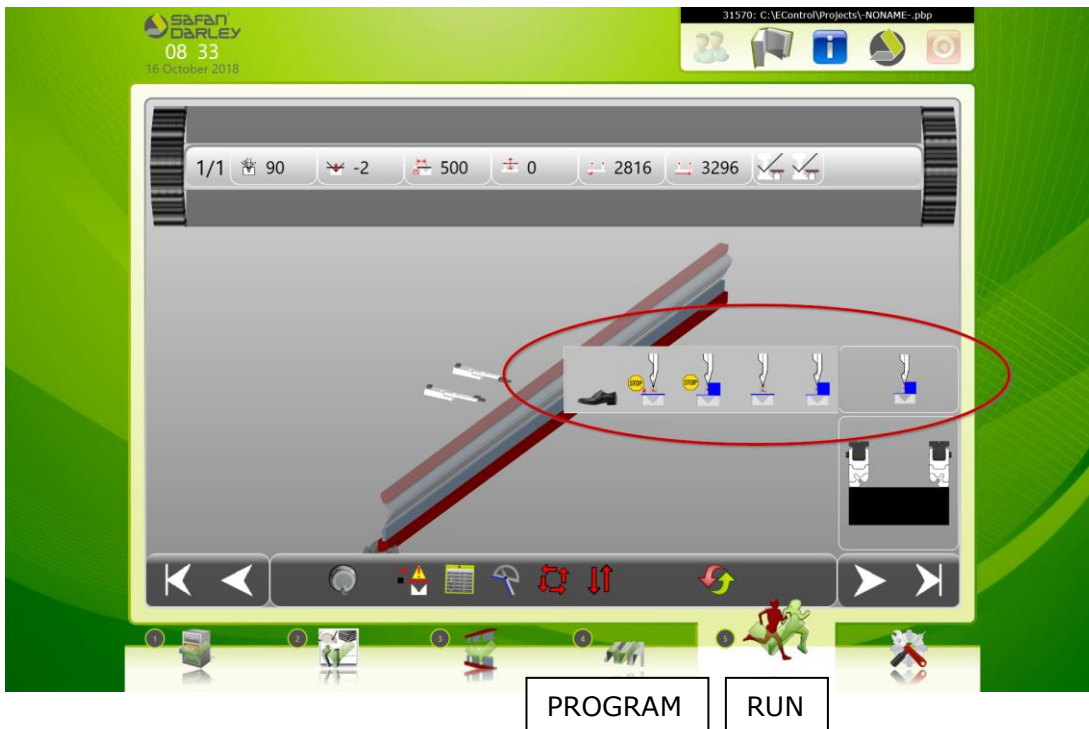 SAFAN
DARLEY
08 33
16 October 2018
31570: C:\EControl\Projects\-NONAME-.pbp
i
1/1 90 -2 500 0 2816 3296
STOP STOP
1 2 3 4 5
PROGRAM RUN